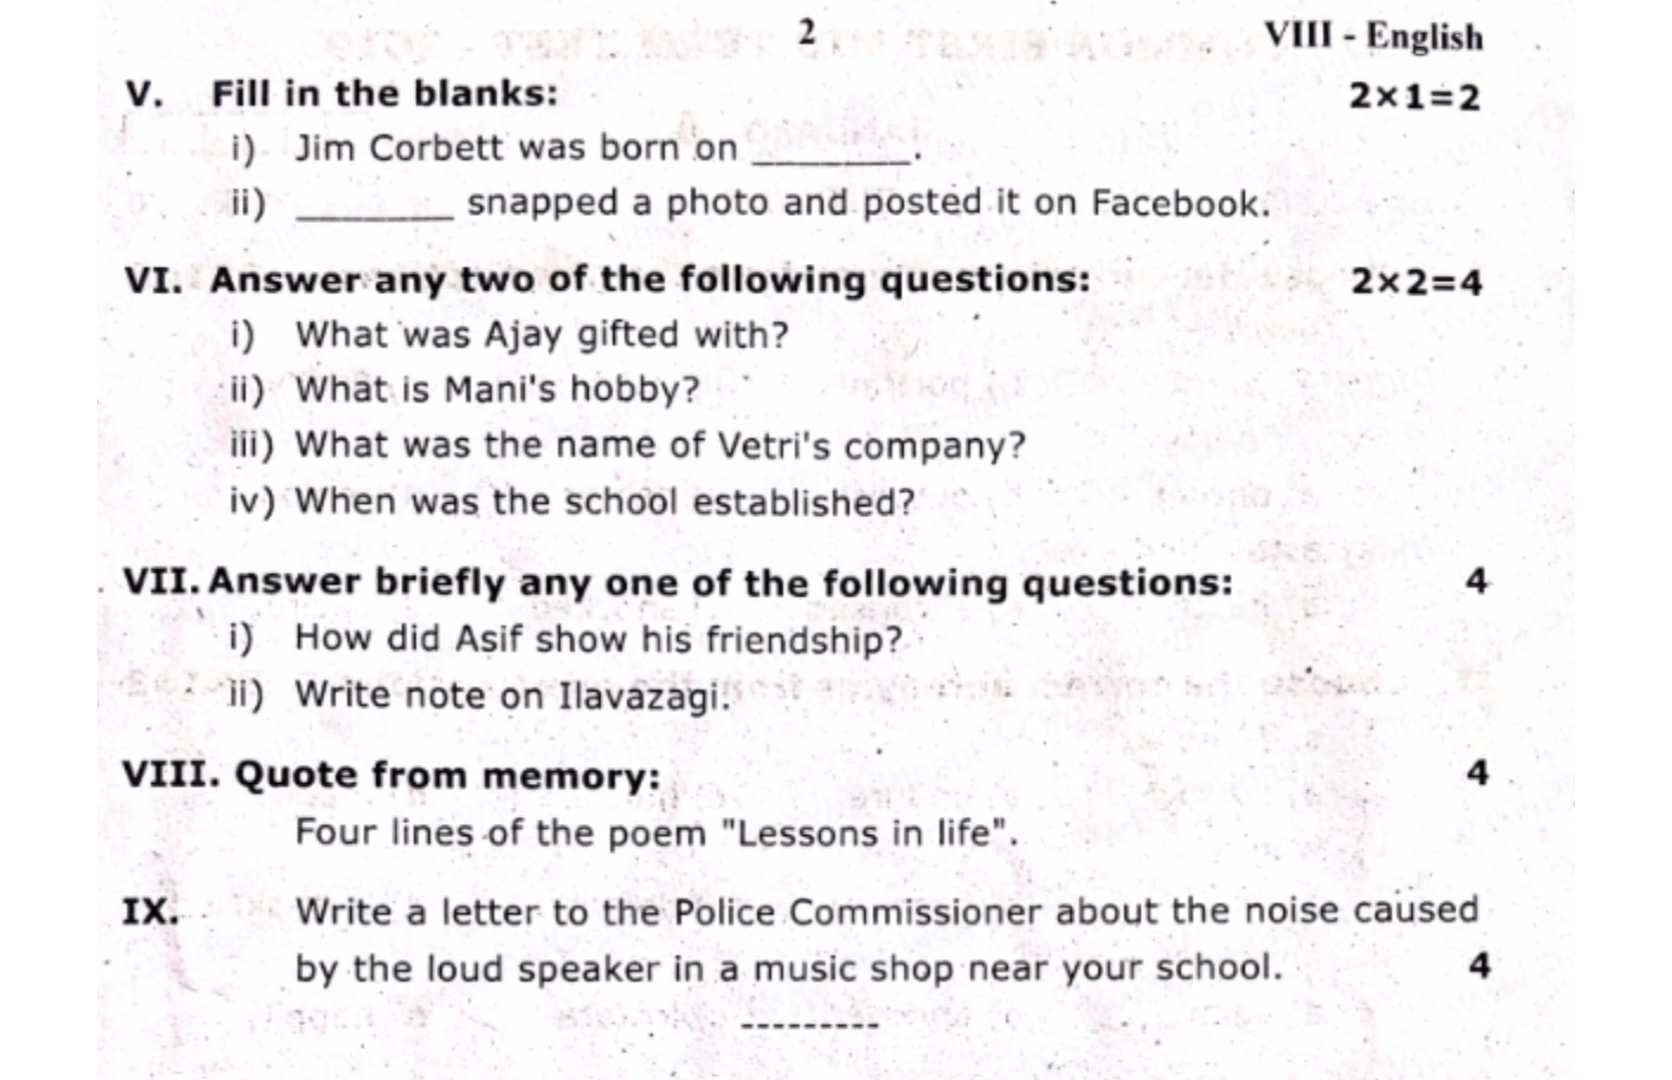 2 VIII - English
V. Fill in the blanks: 2×1=2
i) Jim Corbett was born on ________.
ii) ________ snapped a photo and posted it on Facebook.
VI. Answer any two of the following questions: 2×2=4
i) What was Ajay gifted with?
ii) What is Mani's hobby?
iii) What was the name of Vetri's company?
iv) When was the school established?
VII. Answer briefly any one of the following questions: 4
i) How did Asif show his friendship?
ii) Write note on Ilavazagi.
VIII. Quote from memory: 4
Four lines of the poem "Lessons in life".
IX. Write a letter to the Police Commissioner about the noise caused
by the loud speaker in a music shop near your school. 4
---------